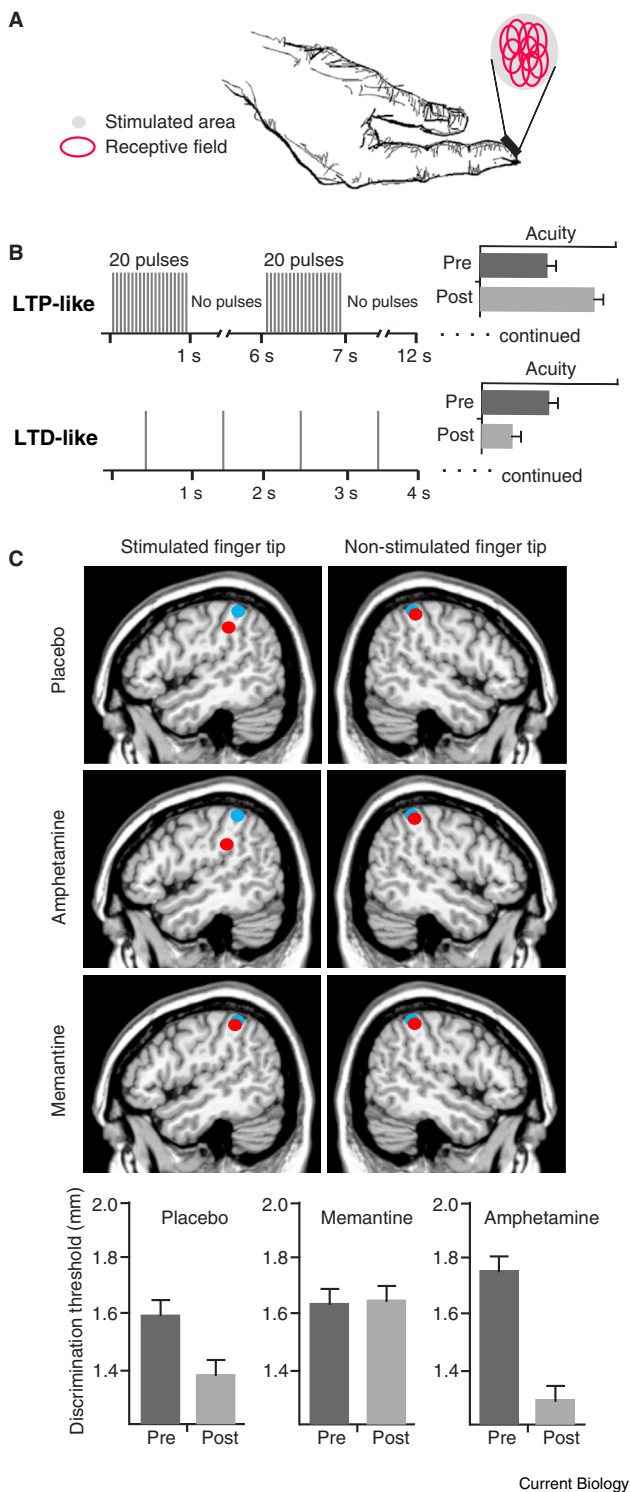 A
Stimulated area
Receptive field
B
LTP-like
20 pulses
No pulses
20 pulses
No pulses
1 s
6 s
7 s
12 s
Acuity
Pre
Post
· · · · · continued
LTD-like
1 s
2 s
3 s
4 s
Acuity
Pre
Post
· · · · · continued
C
Stimulated finger tip
Non-stimulated finger tip
Placebo
Amphetamine
Memantine
Discrimination threshold (mm)
2.0
1.8
1.6
1.4
Placebo
Pre
Post
2.0
1.8
1.6
1.4
Memantine
Pre
Post
2.0
1.8
1.6
1.4
Amphetamine
Pre
Post
Current Biology